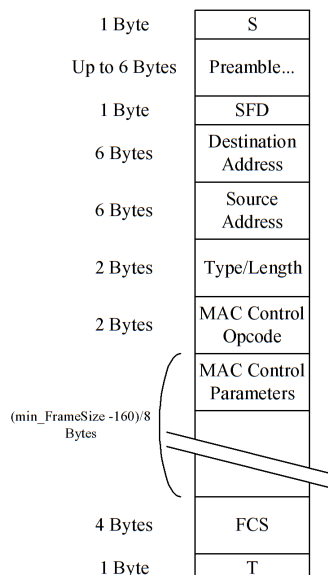 1 Byte S
Up to 6 Bytes Preamble...
1 Byte SFD
6 Bytes Destination
Address
6 Bytes Source
Address
2 Bytes Type/Length
2 Bytes MAC Control
Opcode
MAC Control
Parameters
(min_FrameSize -160)/8
Bytes
4 Bytes FCS
1 Byte T